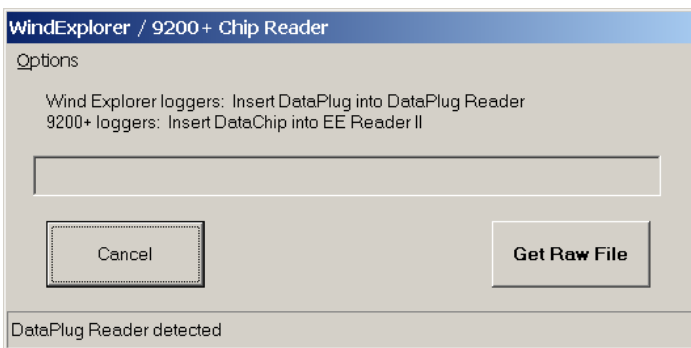 WindExplorer / 9200+ Chip Reader
Options
Wind Explorer loggers: Insert DataPlug into DataPlug Reader
9200+ loggers: Insert DataChip into EE Reader II
Cancel
Get Raw File
DataPlug Reader detected